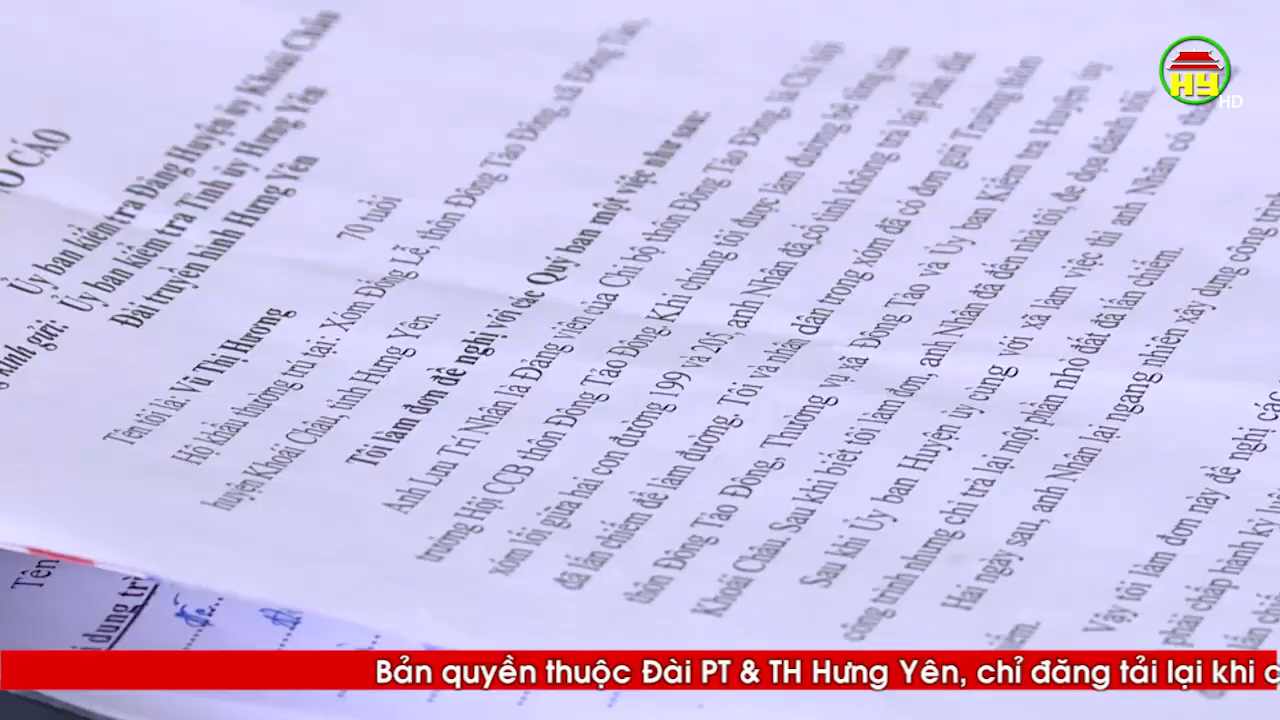 O CÁO
Ủy ban kiểm tra Đảng Huyện ủy Khoái Châu
gửi: Ủy ban kiểm tra Tỉnh ủy Hưng Yên
Đài truyền hình Hưng Yên
Tên tôi là: Vũ Thị Hương
70 tuổi
Hộ khẩu thường trú tại: Xóm Đông Lễ, thôn Đông Tảo Đông, xã Đông Tảo,
huyện Khoái Châu, tỉnh Hưng Yên.
Tôi làm đơn đề nghị với các Quý ban một việc như sau:
Anh Lưu Trí Nhân là Đảng viên của Chi bộ thôn Đông Tảo Đông, là Chi hội
trưởng Hội CCB thôn Đông Tảo Đông. Khi chúng tôi được làm đường bê tông của
xóm tôi giữa hai con đường 199 và 205, anh Nhân đã cố tình không trả lại phần đất
đã lấn chiếm để làm đường. Tôi và nhân dân trong xóm đã có đơn gửi Trưởng thôn
thôn Đông Tảo Đông, Thường vụ xã Đông Tảo và Ủy ban Kiểm tra Huyện ủy
Khoái Châu. Sau khi biết tôi làm đơn, anh Nhân đã đến nhà tôi, đe dọa đánh tôi.
Sau khi Ủy ban Huyện ủy cùng với xã làm việc thì anh Nhân có
công trình nhưng chỉ trả lại một phần nhỏ đất đã lấn chiếm.
Hai ngày sau, anh Nhân lại ngang nhiên xây dựng công trình
Vậy tôi làm đơn này đề nghị các
phải chấp hành kỷ
Tên
dung
HY
HD
Bản quyền thuộc Đài PT & TH Hưng Yên, chỉ đăng tải lại khi